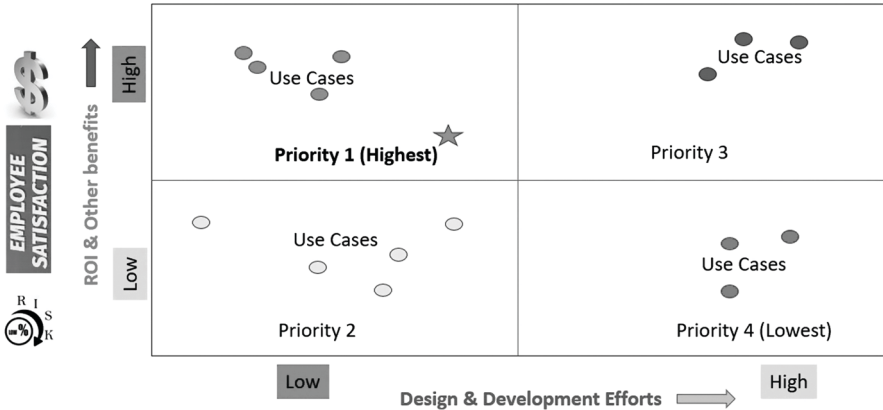 $
EMPLOYEE
SATISFACTION
R I S K
LOW %
ROI & Other benefits
High
Low
Use Cases
Priority 1 (Highest)
Use Cases
Priority 3
Use Cases
Priority 2
Use Cases
Priority 4 (Lowest)
Low
Design & Development Efforts
High